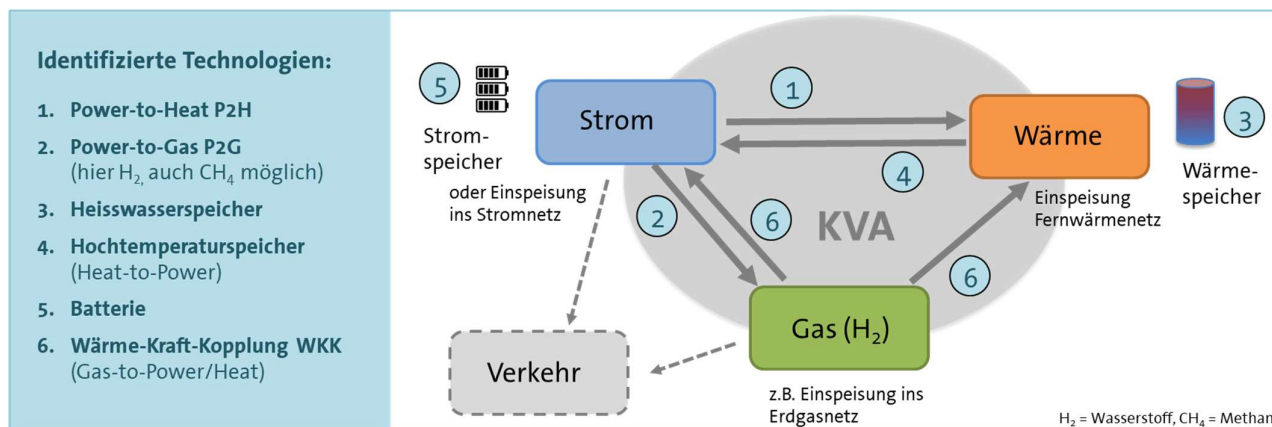 Identifizierte Technologien:
1. Power-to-Heat P2H
2. Power-to-Gas P2G
(hier H₂, auch CH₄ möglich)
3. Heisswasserspeicher
4. Hochtemperaturspeicher
(Heat-to-Power)
5. Batterie
6. Wärme-Kraft-Kopplung WKK
(Gas-to-Power/Heat)
5
Strom-
speicher
oder Einspeisung
ins Stromnetz
Strom
1
4
Wärme
3
Wärme-
speicher
Einspeisung
Fernwärmenetz
2
6
KVA
6
Gas (H₂)
Verkehr
z.B. Einspeisung ins
Erdgasnetz
H₂ = Wasserstoff, CH₄ = Methan